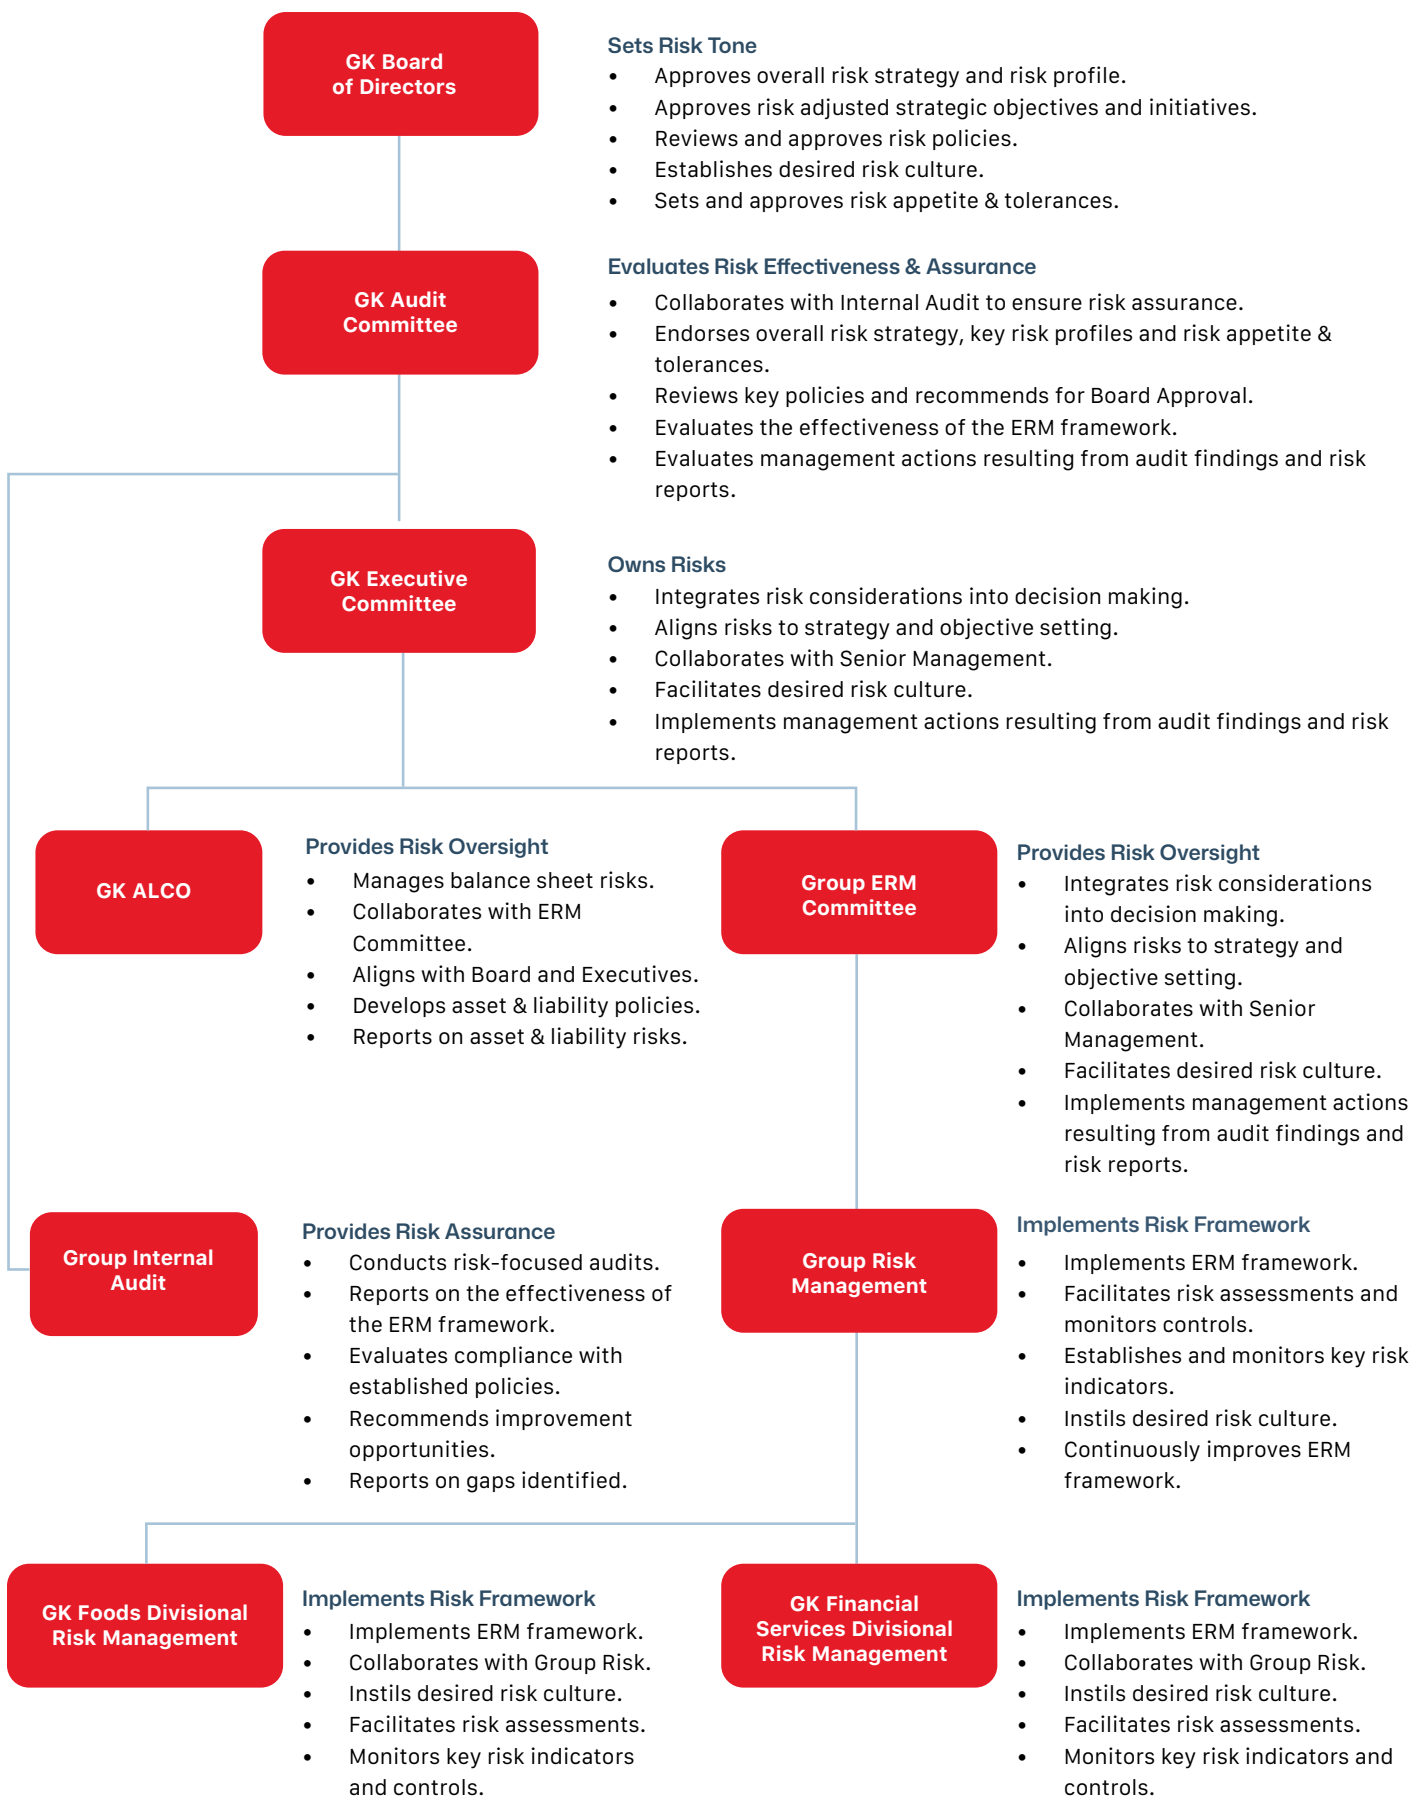 GK Board
of Directors
Sets Risk Tone
• Approves overall risk strategy and risk profile.
• Approves risk adjusted strategic objectives and initiatives.
• Reviews and approves risk policies.
• Establishes desired risk culture.
• Sets and approves risk appetite & tolerances.
GK Audit
Committee
Evaluates Risk Effectiveness & Assurance
• Collaborates with Internal Audit to ensure risk assurance.
• Endorses overall risk strategy, key risk profiles and risk appetite &
tolerances.
• Reviews key policies and recommends for Board Approval.
• Evaluates the effectiveness of the ERM framework.
• Evaluates management actions resulting from audit findings and risk
reports.
GK Executive
Committee
Owns Risks
• Integrates risk considerations into decision making.
• Aligns risks to strategy and objective setting.
• Collaborates with Senior Management.
• Facilitates desired risk culture.
• Implements management actions resulting from audit findings and risk
reports.
GK ALCO
Provides Risk Oversight
• Manages balance sheet risks.
• Collaborates with ERM
Committee.
• Aligns with Board and Executives.
• Develops asset & liability policies.
• Reports on asset & liability risks.
Group ERM
Committee
Provides Risk Oversight
• Integrates risk considerations
into decision making.
• Aligns risks to strategy and
objective setting.
• Collaborates with Senior
Management.
• Facilitates desired risk culture.
• Implements management actions
resulting from audit findings and
risk reports.
Group Internal
Audit
Provides Risk Assurance
• Conducts risk-focused audits.
• Reports on the effectiveness of
the ERM framework.
• Evaluates compliance with
established policies.
• Recommends improvement
opportunities.
• Reports on gaps identified.
Group Risk
Management
Implements Risk Framework
• Implements ERM framework.
• Facilitates risk assessments and
monitors controls.
• Establishes and monitors key risk
indicators.
• Instils desired risk culture.
• Continuously improves ERM
framework.
GK Foods Divisional
Risk Management
Implements Risk Framework
• Implements ERM framework.
• Collaborates with Group Risk.
• Instils desired risk culture.
• Facilitates risk assessments.
• Monitors key risk indicators
and controls.
GK Financial
Services Divisional
Risk Management
Implements Risk Framework
• Implements ERM framework.
• Collaborates with Group Risk.
• Instils desired risk culture.
• Facilitates risk assessments.
• Monitors key risk indicators and
controls.